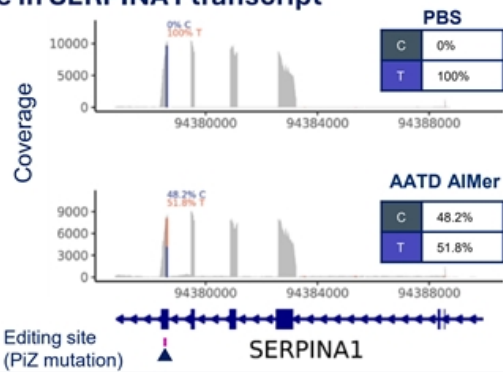 e in SERPINA1 transcript
PBS
C 0%
T 100%
0% C
100% T
10000
5000
0
94380000 94384000 94388000
Coverage
AATD AIMer
C 48.2%
T 51.8%
48.2% C
51.8% T
9000
6000
3000
0
94380000 94384000 94388000
Editing site
(PiZ mutation)
SERPINA1